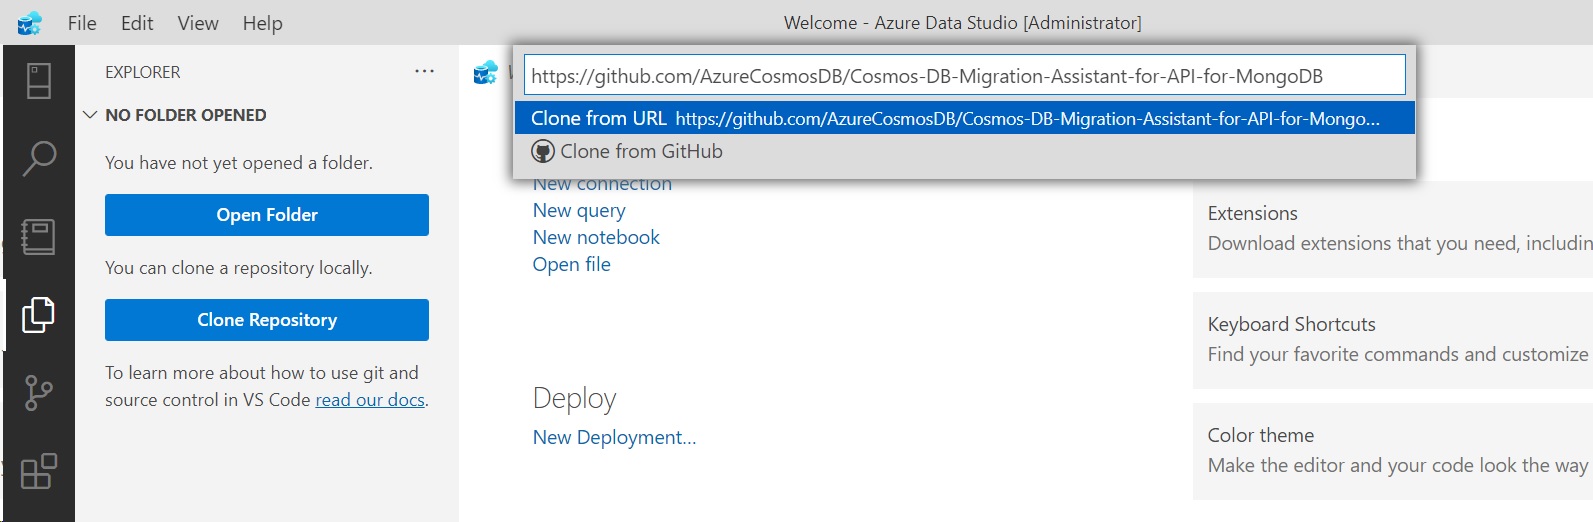 File Edit View Help
Welcome - Azure Data Studio [Administrator]
EXPLORER
NO FOLDER OPENED
You have not yet opened a folder.
Open Folder
You can clone a repository locally.
Clone Repository
To learn more about how to use git and
source control in VS Code read our docs.
https://github.com/AzureCosmosDB/Cosmos-DB-Migration-Assistant-for-API-for-MongoDB
Clone from URL https://github.com/AzureCosmosDB/Cosmos-DB-Migration-Assistant-for-API-for-Mongo...
Clone from GitHub
New connection
New query
New notebook
Open file
Deploy
New Deployment...
Extensions
Download extensions that you need, includin
Keyboard Shortcuts
Find your favorite commands and customize
Color theme
Make the editor and your code look the way